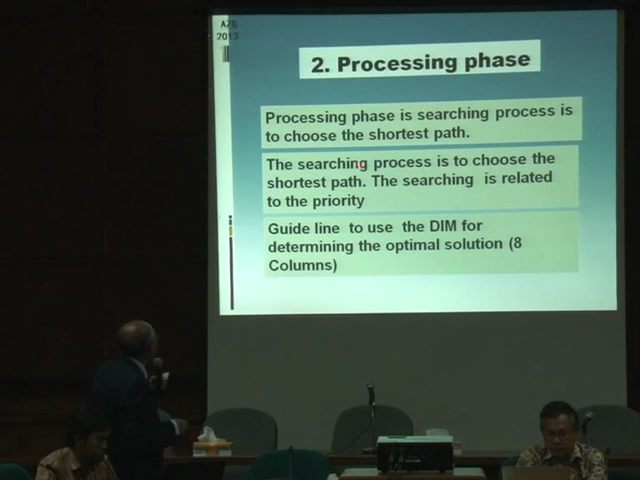 AZG
2013
2. Processing phase
Processing phase is searching process is
to choose the shortest path.
The searching process is to choose the
shortest path. The searching is related
to the priority
Guide line to use the DIM for
determining the optimal solution (8
Columns)